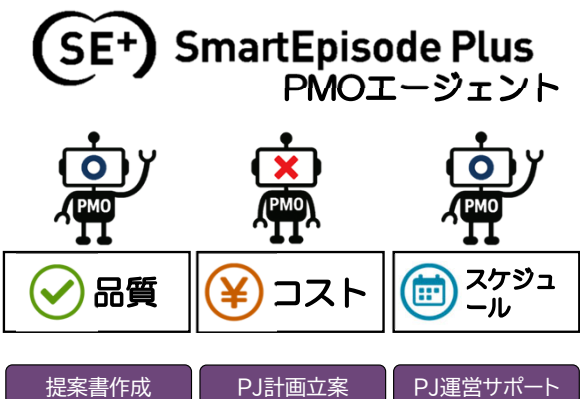 SE+ SmartEpisode Plus
PMOエージェント
PMO PMO PMO
品質 ¥ コスト スケジュ
ール
提案書作成 PJ計画立案 PJ運営サポート